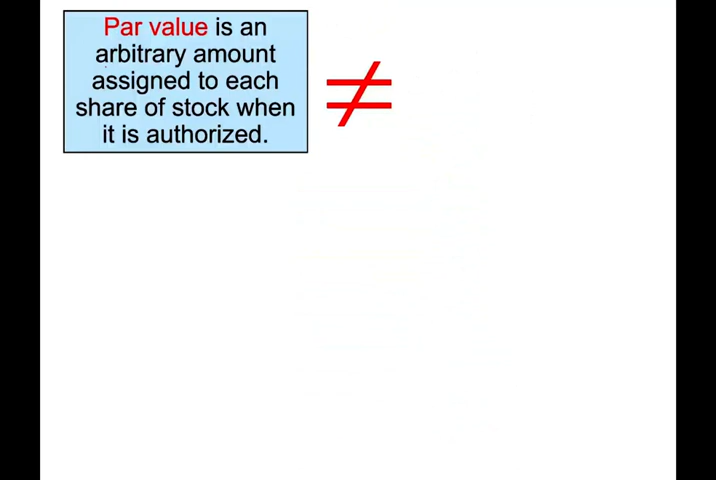 Par value is an
arbitrary amount
assigned to each
share of stock when
it is authorized.
≠